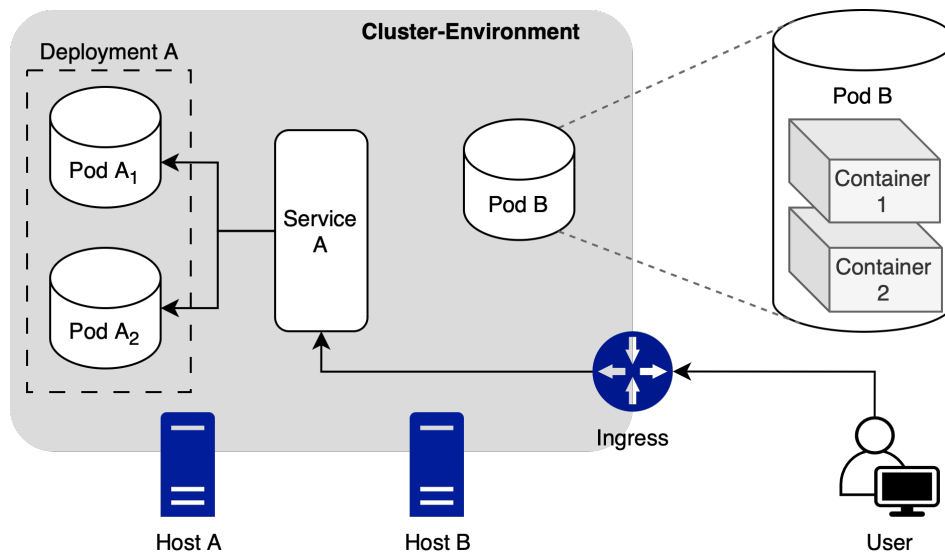 Cluster-Environment
Deployment A
Pod A₁
Pod A₂
Service
A
Pod B
Pod B
Container
1
Container
2
Ingress
Host A
Host B
User